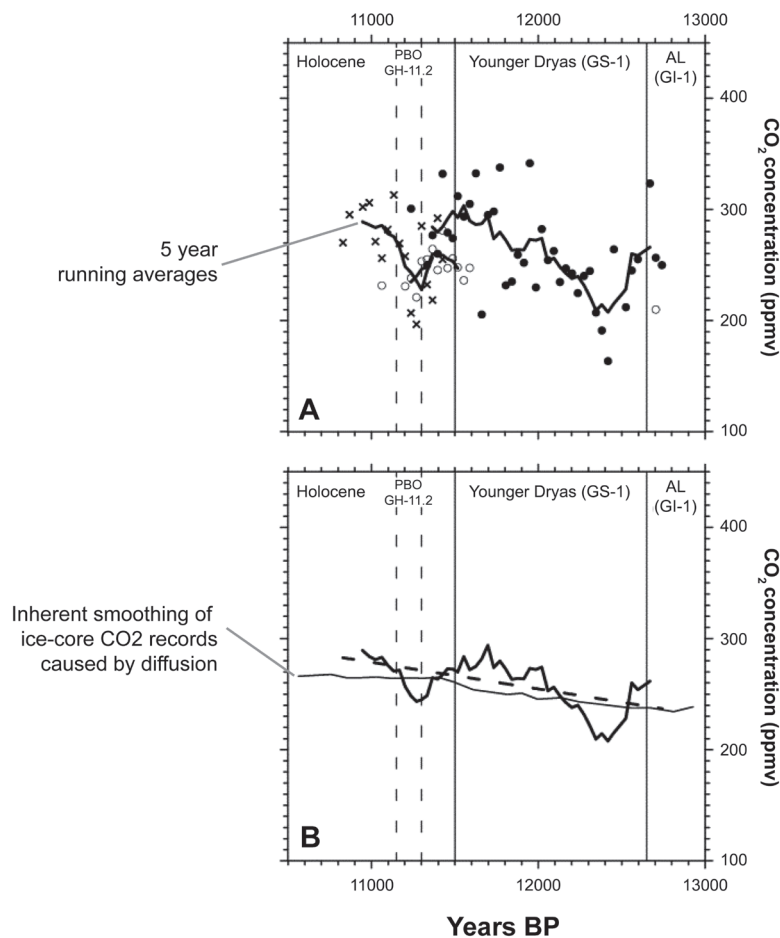 11000 12000 13000
Holocene
PBO
GH-11.2
Younger Dryas (GS-1)
AL
(GI-1)
400
300
200
100
CO2 concentration (ppmv)
5 year
running averages
A
Holocene
PBO
GH-11.2
Younger Dryas (GS-1)
AL
(GI-1)
400
300
200
100
CO2 concentration (ppmv)
Inherent smoothing of
ice-core CO2 records
caused by diffusion
B
11000 12000 13000
Years BP